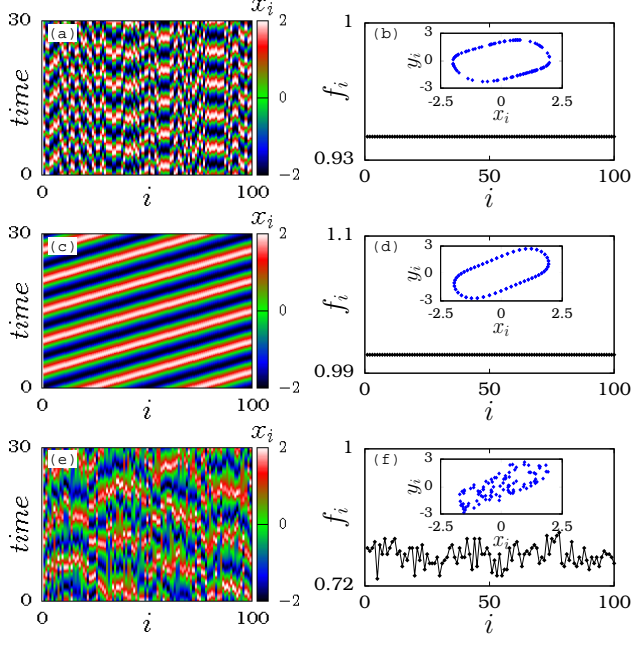 x_i
30 (a) 2
time 0
0 −2
0 i 100
1 (b) 3
y_i 0
-3
-2.5 0 2.5
x_i
f_i
0.93
0 50 100
i
x_i
30 (c) 2
time 0
0 −2
0 i 100
1.1 (d) 3
y_i 0
-3
-2.5 0 2.5
x_i
f_i
0.99
0 50 100
i
x_i
30 (e) 2
time 0
0 −2
0 i 100
1 (f) 3
y_i 0
-3
-2.5 0 2.5
x_i
f_i
0.72
0 50 100
i